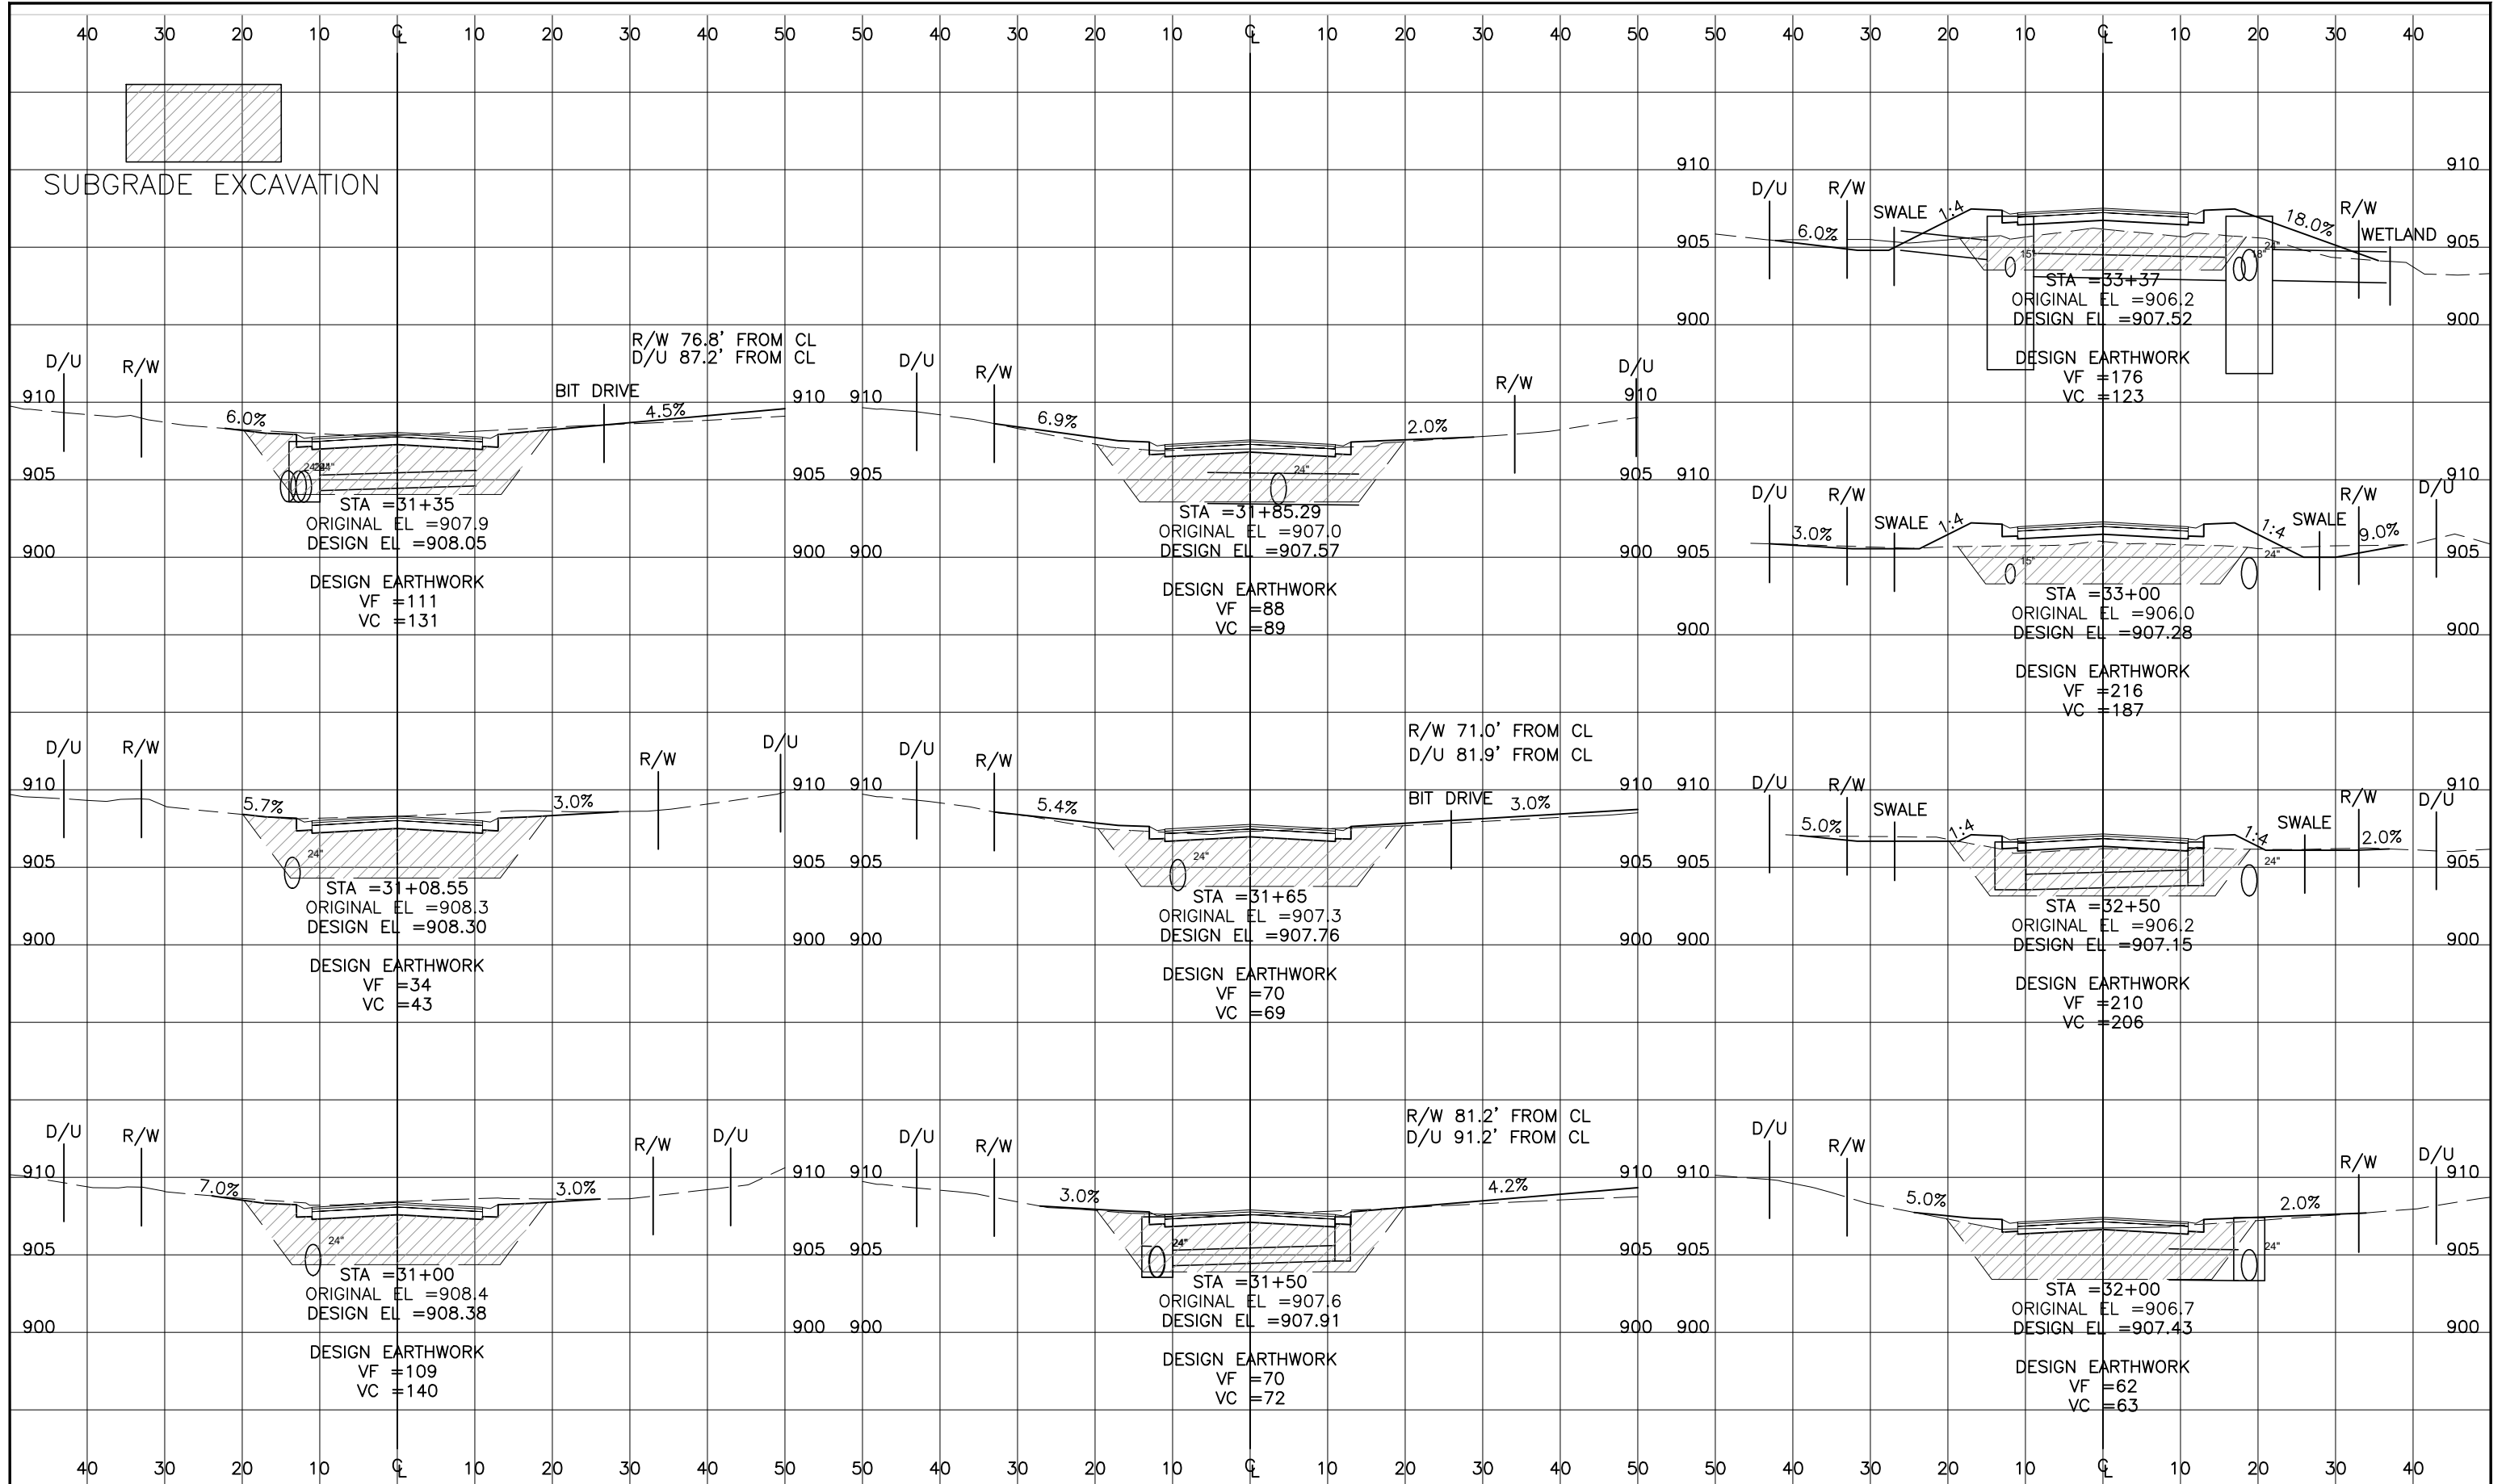 40 30 20 10 CL 10 20 30 40 50 40 30 20 10 CL 10 20 30 40 50 50 40 30 20 10 CL 10 20 30 40
SUBGRADE EXCAVATION
910 910
D/U R/W SWALE 1:4 18.0% R/W
6.0% WETLAND
905 905
15" 18" 24"
STA =33+37
ORIGINAL EL =906.2
DESIGN EL =907.52
900 900
DESIGN EARTHWORK
VF =176
VC =123
R/W 76.8' FROM CL
D/U 87.2' FROM CL
D/U R/W BIT DRIVE
910 6.0% 4.5% 910
905 24" 905
STA =31+35
ORIGINAL EL =907.9
DESIGN EL =908.05
900 900
DESIGN EARTHWORK
VF =111
VC =131
D/U R/W R/W D/U
910 6.9% 2.0% 910
905 24" 905
STA =31+85.29
ORIGINAL EL =907.0
DESIGN EL =907.57
900 900
DESIGN EARTHWORK
VF =88
VC =89
910 910
D/U R/W SWALE 1:4 1:4 SWALE R/W D/U
3.0% 9.0%
905 905
15" 24"
STA =33+00
ORIGINAL EL =906.0
DESIGN EL =907.28
900 900
DESIGN EARTHWORK
VF =216
VC =187
D/U R/W R/W D/U
910 5.7% 3.0% 910
905 24" 905
STA =31+08.55
ORIGINAL EL =908.3
DESIGN EL =908.30
900 900
DESIGN EARTHWORK
VF =34
VC =43
R/W 71.0' FROM CL
D/U 81.9' FROM CL
D/U R/W
910 5.4% BIT DRIVE 3.0% 910
905 24" 905
STA =31+65
ORIGINAL EL =907.3
DESIGN EL =907.76
900 900
DESIGN EARTHWORK
VF =70
VC =69
910 910
D/U R/W SWALE 1:4 1:4 SWALE R/W D/U
5.0% 2.0%
905 24" 905
STA =32+50
ORIGINAL EL =906.2
DESIGN EL =907.15
900 900
DESIGN EARTHWORK
VF =210
VC =206
D/U R/W R/W D/U
910 7.0% 3.0% 910
905 24" 905
STA =31+00
ORIGINAL EL =908.4
DESIGN EL =908.38
900 900
DESIGN EARTHWORK
VF =109
VC =140
R/W 81.2' FROM CL
D/U 91.2' FROM CL
D/U R/W
910 3.0% 4.2% 910
905 24" 905
STA =31+50
ORIGINAL EL =907.6
DESIGN EL =907.91
900 900
DESIGN EARTHWORK
VF =70
VC =72
D/U R/W R/W D/U
910 5.0% 2.0% 910
905 24" 905
STA =32+00
ORIGINAL EL =906.7
DESIGN EL =907.43
900 900
DESIGN EARTHWORK
VF =62
VC =63
40 30 20 10 CL 10 20 30 40 50 40 30 20 10 CL 10 20 30 40 50 50 40 30 20 10 CL 10 20 30 40